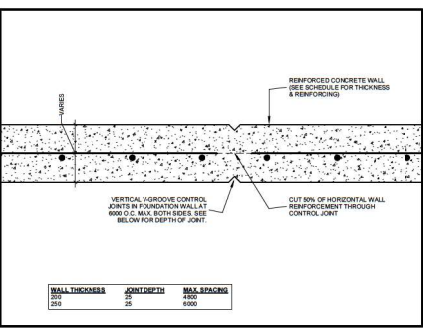 REINFORCED CONCRETE WALL
(SEE SCHEDULE FOR THICKNESS
& REINFORCING)
VARIES
VERTICAL V-GROOVE CONTROL
JOINTS IN FOUNDATION WALL AT
6000 O.C. MAX. BOTH SIDES. SEE
BELOW FOR DEPTH OF JOINT.
CUT 50% OF HORIZONTAL WALL
REINFORCEMENT THROUGH
CONTROL JOINT
WALL THICKNESS JOINT DEPTH MAX. SPACING
200 25 4800
250 25 6000